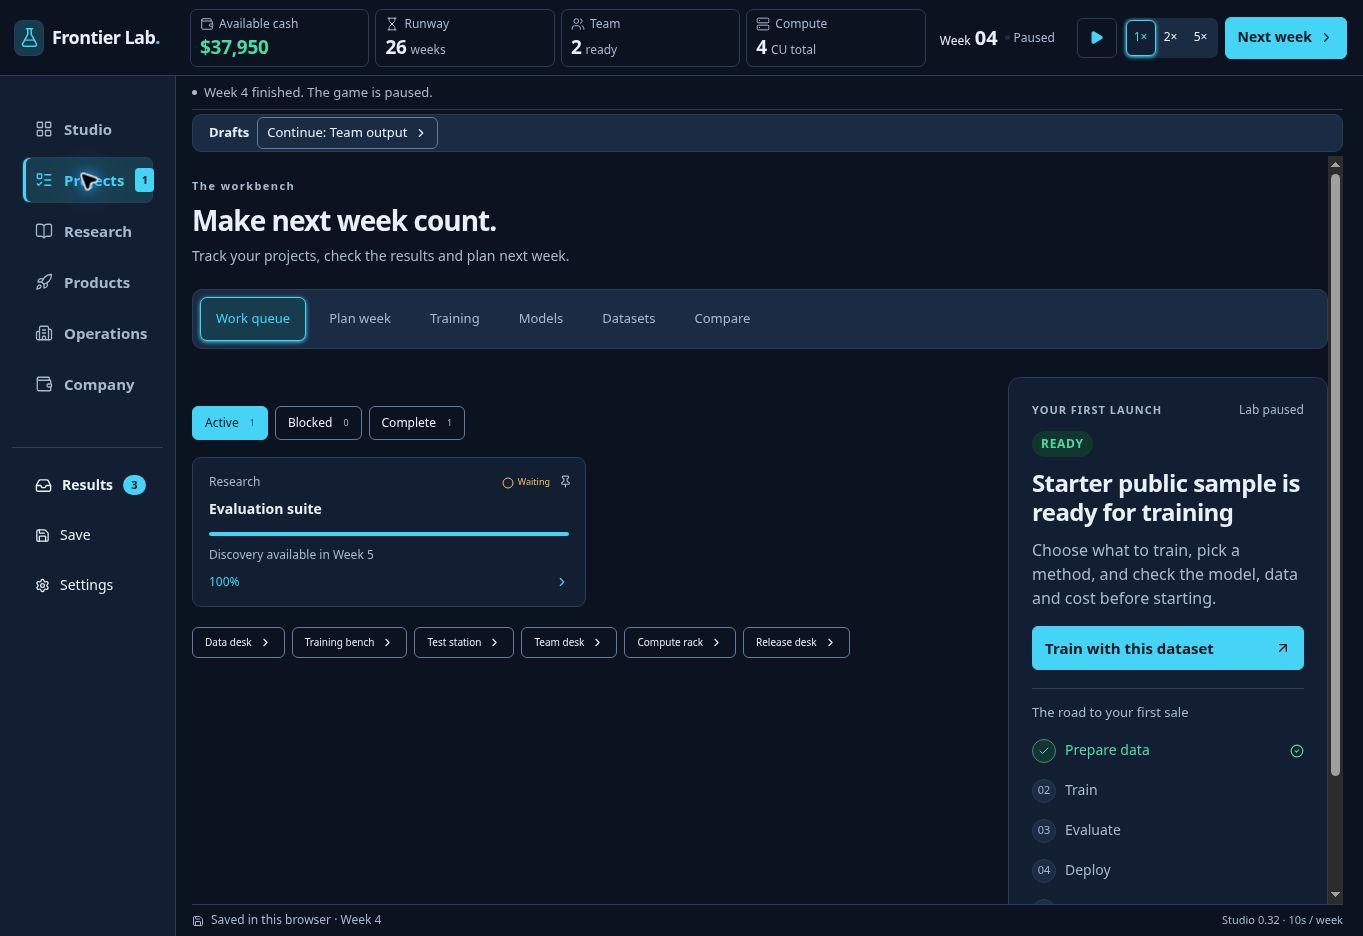 Frontier Lab.
Available cash
$37,950
Runway
26 weeks
Team
2 ready
Compute
4 CU total
Week 04 Paused
1× 2× 5×
Next week
Studio
Projects 1
Research
Products
Operations
Company
Results 3
Save
Settings
Week 4 finished. The game is paused.
Drafts Continue: Team output
The workbench
Make next week count.
Track your projects, check the results and plan next week.
Work queue Plan week Training Models Datasets Compare
Active 1 Blocked 0 Complete 1
Research Waiting
Evaluation suite
Discovery available in Week 5
100%
Data desk Training bench Test station Team desk Compute rack Release desk
YOUR FIRST LAUNCH Lab paused
READY
Starter public sample is
ready for training
Choose what to train, pick a
method, and check the model, data
and cost before starting.
Train with this dataset
The road to your first sale
Prepare data
02 Train
03 Evaluate
04 Deploy
Saved in this browser · Week 4
Studio 0.32 · 10s / week